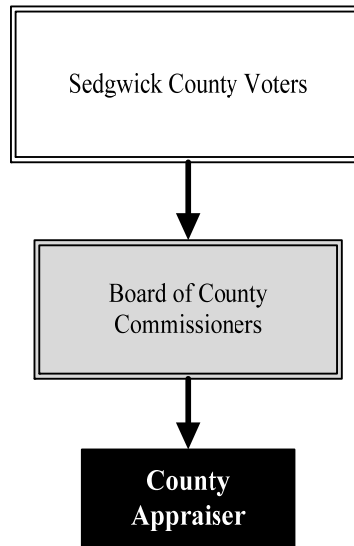 Sedgwick County Voters
Board of County
Commissioners
County
Appraiser